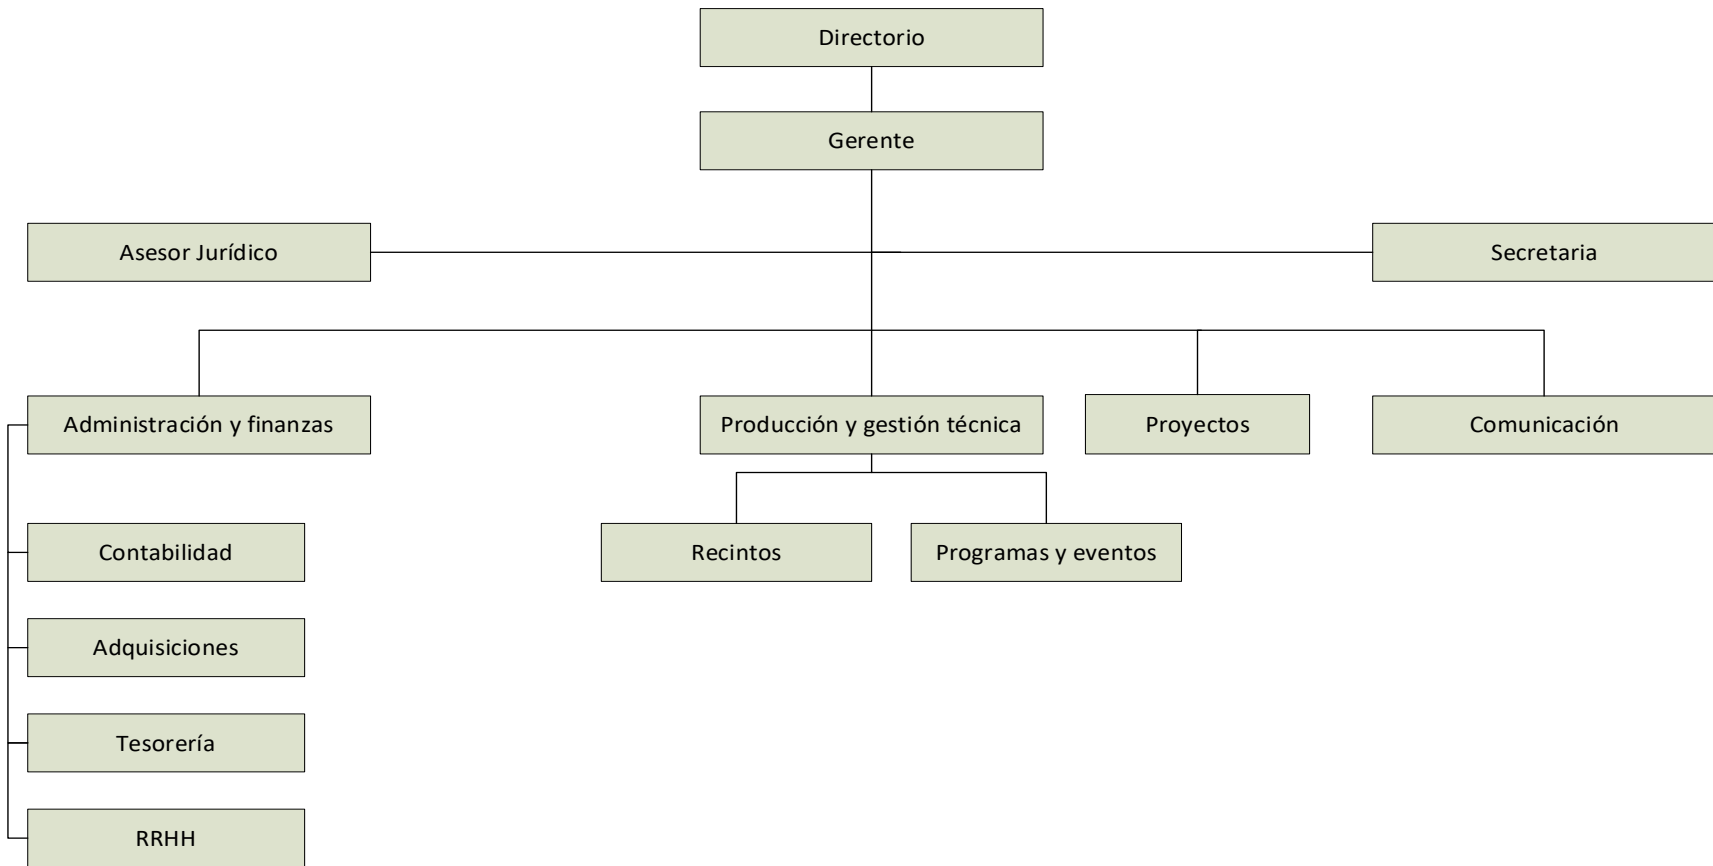 Directorio
Gerente
Asesor Jurídico
Secretaria
Administración y finanzas
Producción y gestión técnica
Proyectos
Comunicación
Contabilidad
Recintos
Programas y eventos
Adquisiciones
Tesorería
RRHH